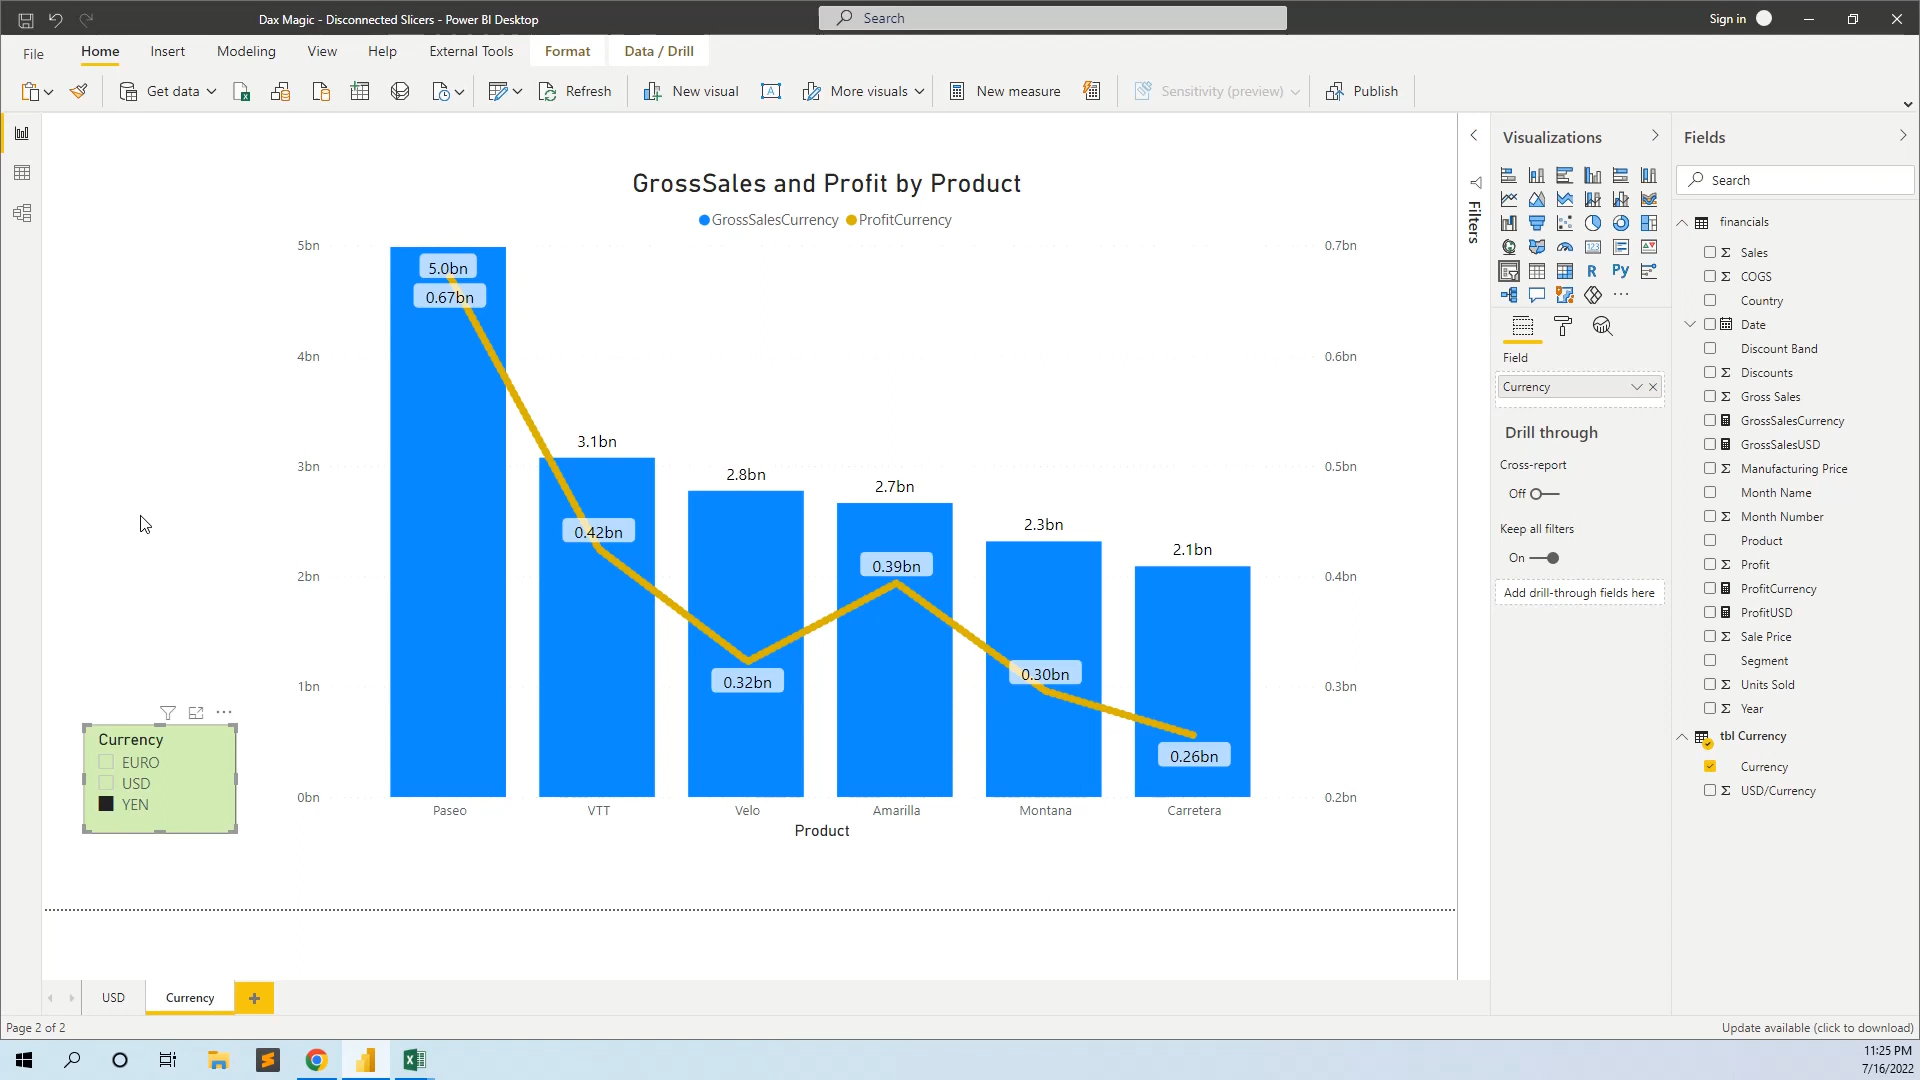 Dax Magic - Disconnected Slicers - Power BI Desktop
Search
Sign in
File
Home
Insert
Modeling
View
Help
External Tools
Format
Data / Drill
Get data
Refresh
New visual
More visuals
New measure
Sensitivity (preview)
Publish
GrossSales and Profit by Product
GrossSalesCurrency
ProfitCurrency
5bn
4bn
3bn
2bn
1bn
0bn
0.7bn
0.6bn
0.5bn
0.4bn
0.3bn
0.2bn
5.0bn
0.67bn
3.1bn
0.42bn
2.8bn
0.32bn
2.7bn
0.39bn
2.3bn
0.30bn
2.1bn
0.26bn
Paseo
VTT
Velo
Amarilla
Montana
Carretera
Product
Currency
EURO
USD
YEN
Filters
Visualizations
123
R
Py
Field
Currency
Drill through
Cross-report
Off
Keep all filters
On
Add drill-through fields here
Fields
Search
financials
Sales
COGS
Country
Date
Discount Band
Discounts
Gross Sales
GrossSalesCurrency
GrossSalesUSD
Manufacturing Price
Month Name
Month Number
Product
Profit
ProfitCurrency
ProfitUSD
Sale Price
Segment
Units Sold
Year
tbl Currency
Currency
USD/Currency
USD
Currency
Page 2 of 2
Update available (click to download)
11:25 PM
7/16/2022